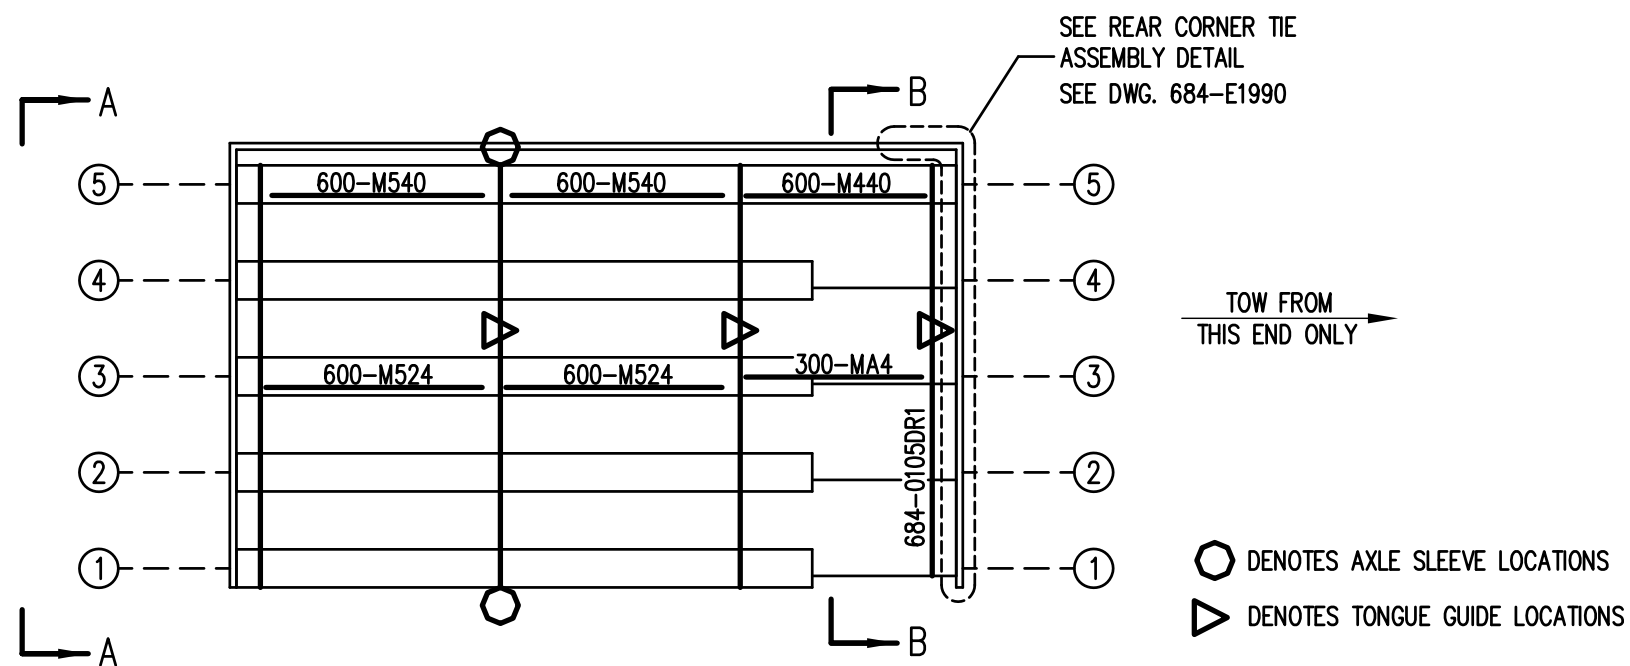 SEE REAR CORNER TIE
ASSEMBLY DETAIL
SEE DWG. 684-E1990
A
B
5
600-M540
600-M540
600-M440
5
4
4
TOW FROM
THIS END ONLY
3
600-M524
600-M524
300-MA4
3
684-0105DR1
2
2
1
1
DENOTES AXLE SLEEVE LOCATIONS
DENOTES TONGUE GUIDE LOCATIONS
A
B